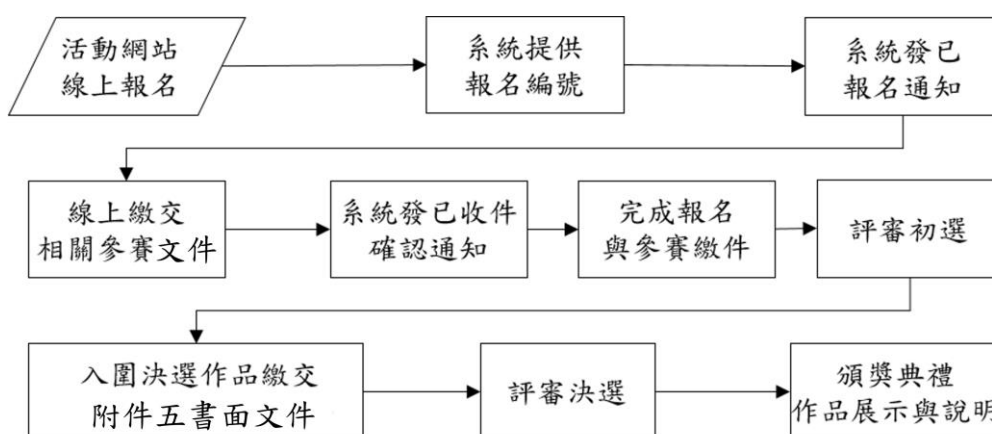 活動網站
線上報名
系統提供
報名編號
系統發已
報名通知
線上繳交
相關參賽文件
系統發已收件
確認通知
完成報名
與參賽繳件
評審初選
入圍決選作品繳交
附件五書面文件
評審決選
頒獎典禮
作品展示與說明